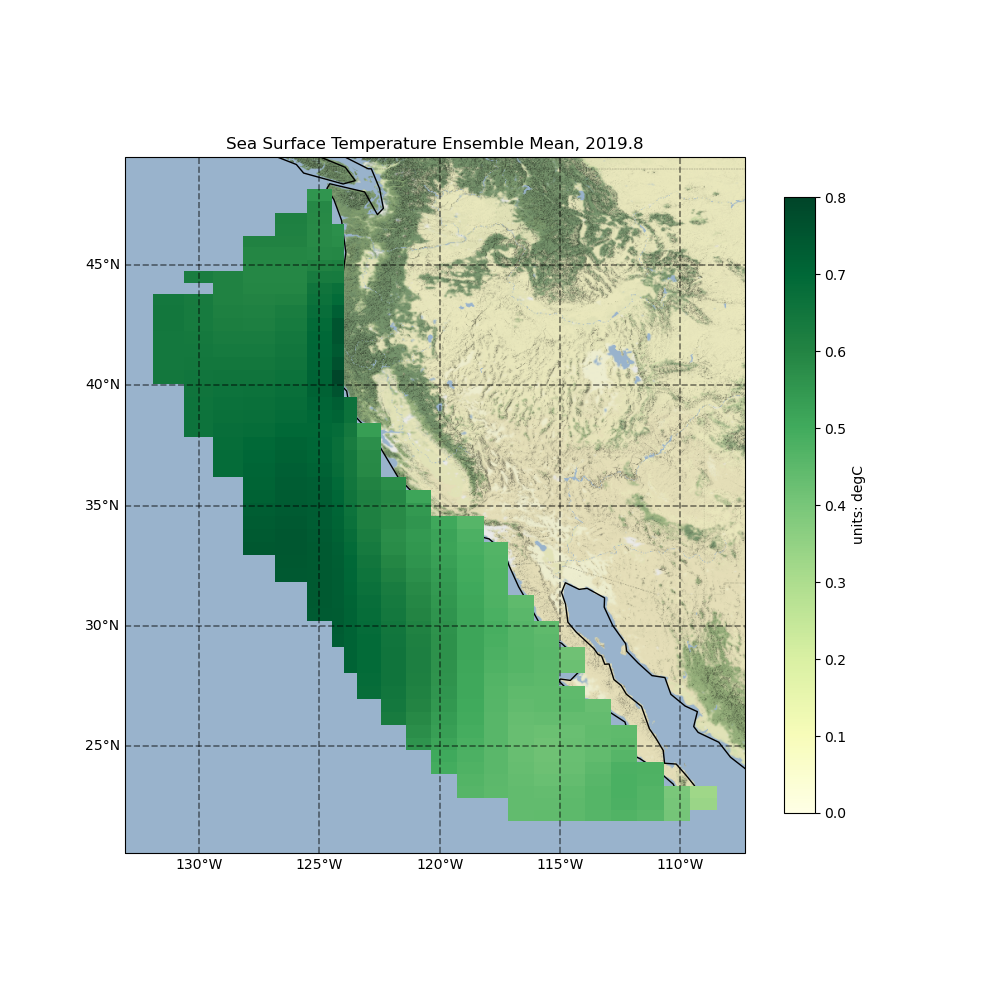 Sea Surface Temperature Ensemble Mean, 2019.8
45°N
40°N
35°N
30°N
25°N
130°W
125°W
120°W
115°W
110°W
0.8
0.7
0.6
0.5
0.4
0.3
0.2
0.1
0.0
units: degC